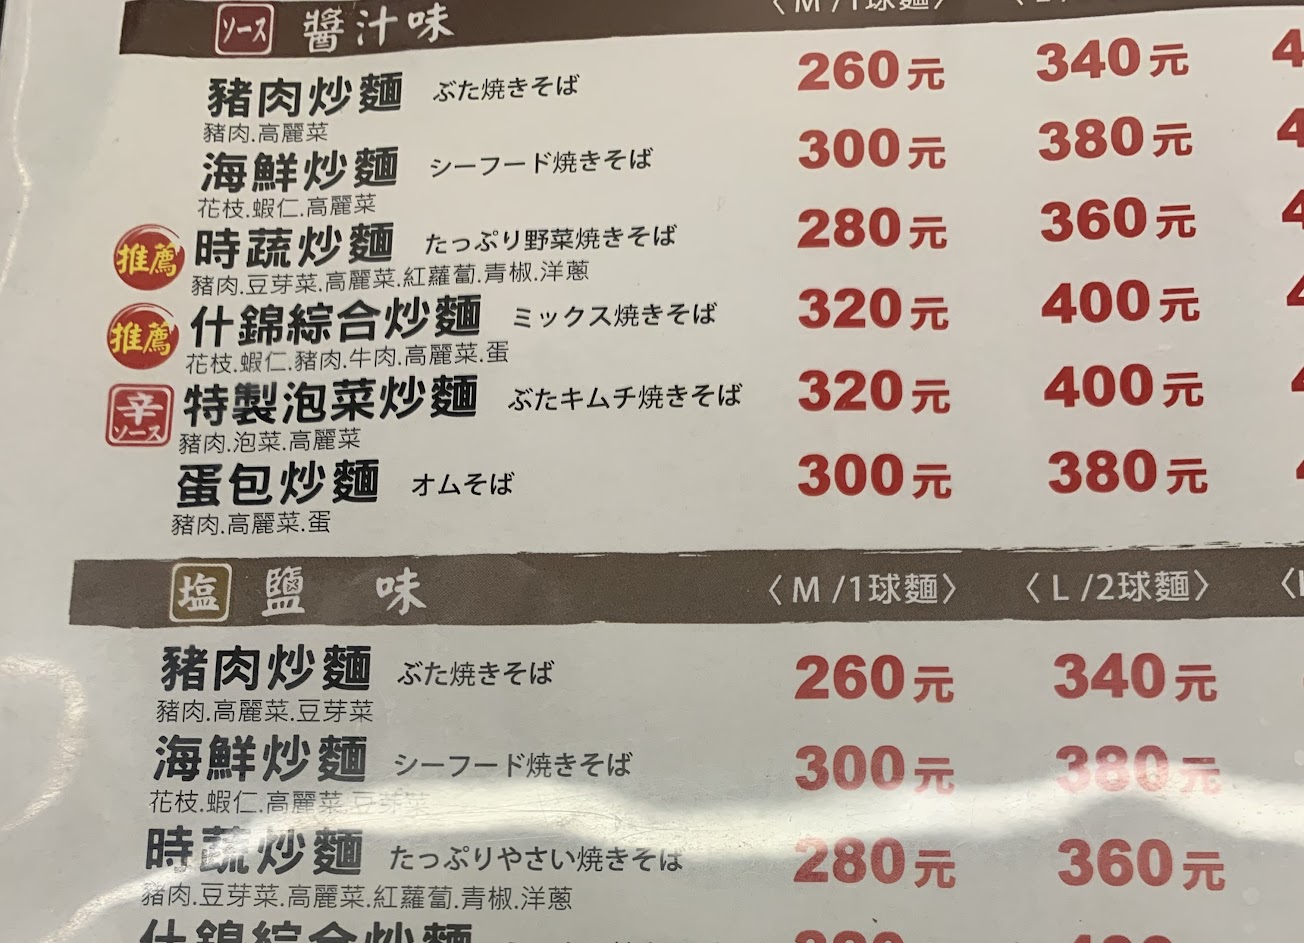 ソース 醬汁味 〈M/1球麵〉
豬肉炒麵 ぶた焼きそば 260元 340元
豬肉.高麗菜
海鮮炒麵 シーフード焼きそば 300元 380元
花枝.蝦仁.高麗菜
推薦 時蔬炒麵 たっぷり野菜焼きそば 280元 360元
豬肉.豆芽菜.高麗菜.紅蘿蔔.青椒.洋蔥
推薦 什錦綜合炒麵 ミックス焼きそば 320元 400元
花枝.蝦仁.豬肉.牛肉.高麗菜.蛋
辛ソース 特製泡菜炒麵 ぶたキムチ焼きそば 320元 400元
豬肉.泡菜.高麗菜
蛋包炒麵 オムそば 300元 380元
豬肉.高麗菜.蛋
塩 鹽 味 〈M/1球麵〉 〈L/2球麵〉
豬肉炒麵 ぶた焼きそば 260元 340元
豬肉.高麗菜.豆芽菜
海鮮炒麵 シーフード焼きそば 300元 380元
花枝.蝦仁.高麗菜.豆芽菜
時蔬炒麵 たっぷりやさい焼きそば 280元 360元
豬肉.豆芽菜.高麗菜.紅蘿蔔.青椒.洋蔥
什錦綜合炒麵